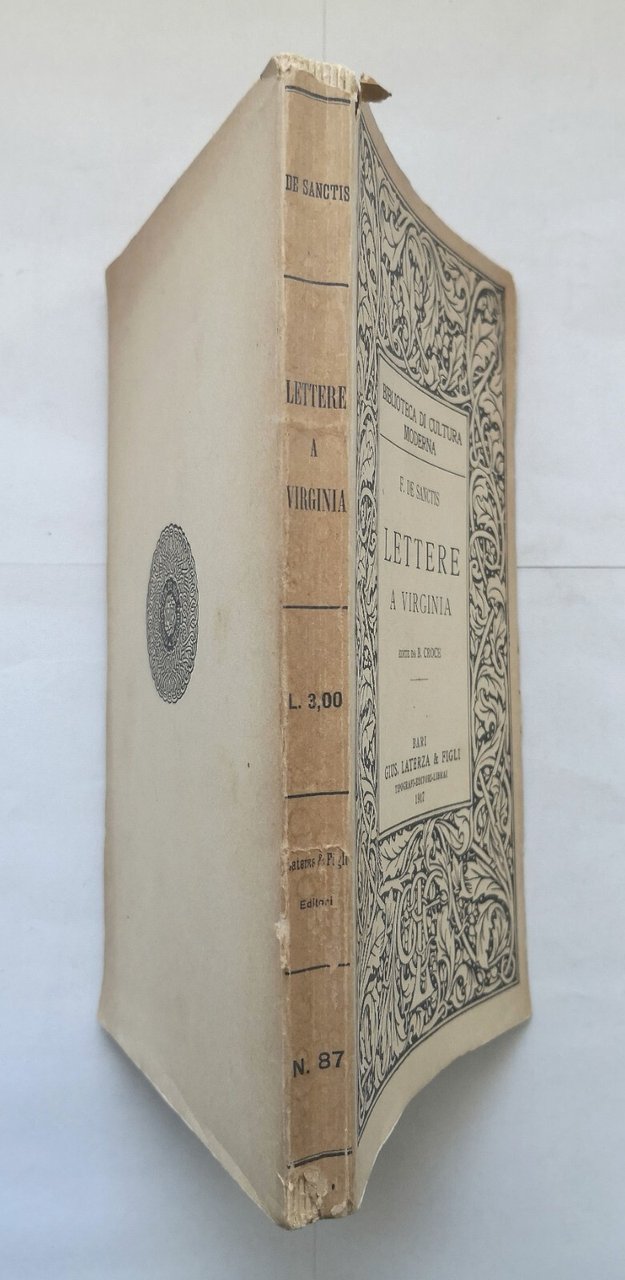 DE SANCTIS
LETTERE
A
VIRGINIA
L. 3,00
Laterza & Figli
Editori
N. 87
BIBLIOTECA DI CULTURA
MODERNA
F. DE SANCTIS
LETTERE
A VIRGINIA
EDITE DA B. CROCE
BARI
GIUS. LATERZA & FIGLI
TIPOGRAFI-EDITORI-LIBRAI
1917